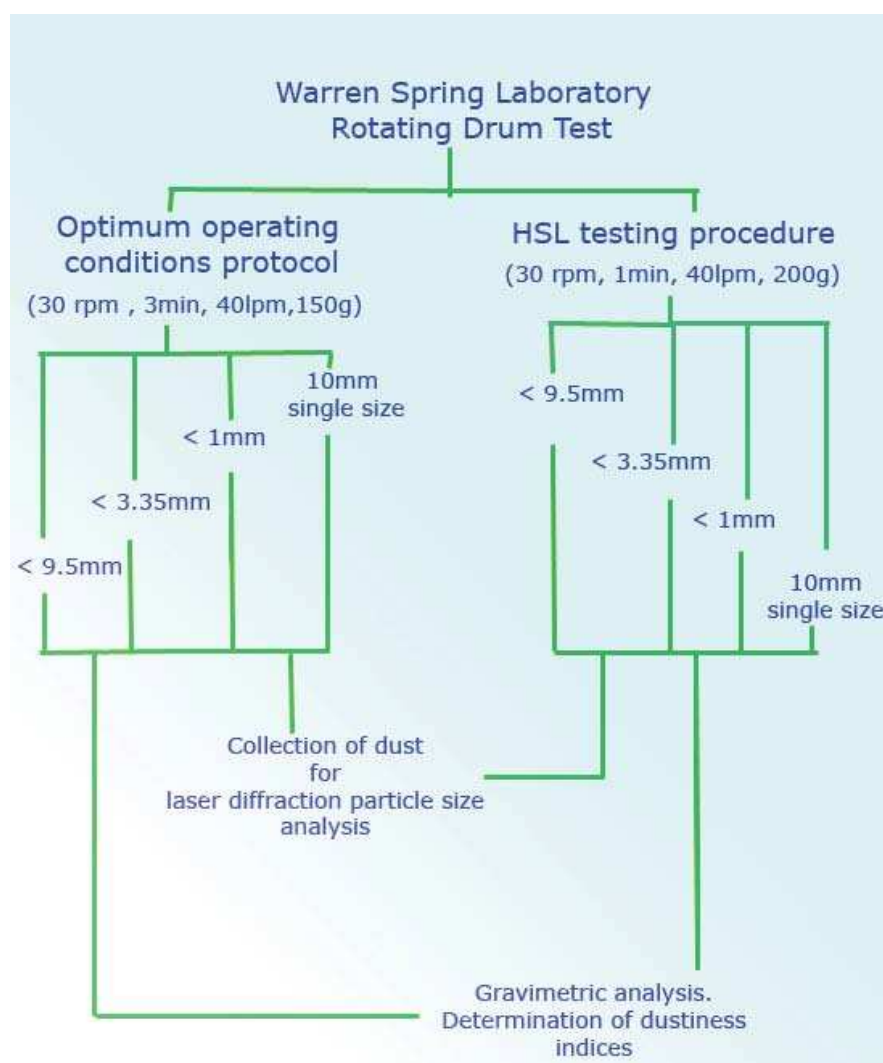 Warren Spring Laboratory
Rotating Drum Test
Optimum operating
conditions protocol
(30 rpm , 3min, 40lpm,150g)
HSL testing procedure
(30 rpm, 1min, 40lpm, 200g)
10mm
single size
< 1mm
< 3.35mm
< 9.5mm
< 9.5mm
< 3.35mm
< 1mm
10mm
single size
Collection of dust
for
laser diffraction particle size
analysis
Gravimetric analysis.
Determination of dustiness
indices